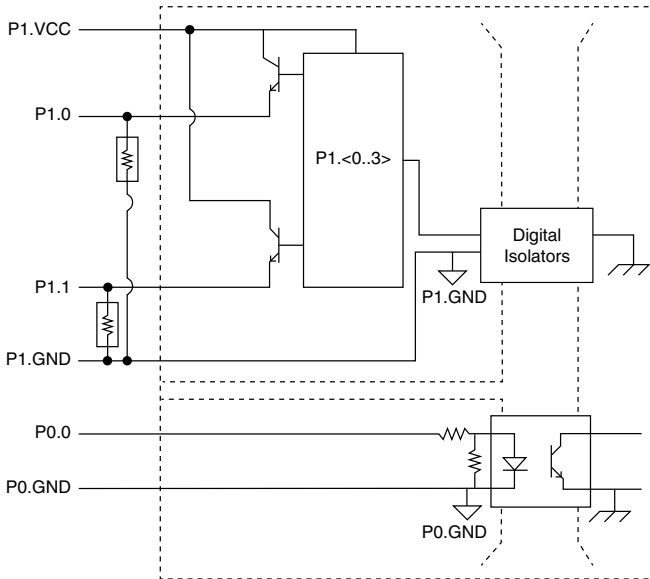 P1.VCC
P1.0
P1.<0..3>
Digital
Isolators
P1.1
P1.GND
P1.GND
P0.0
P0.GND
P0.GND